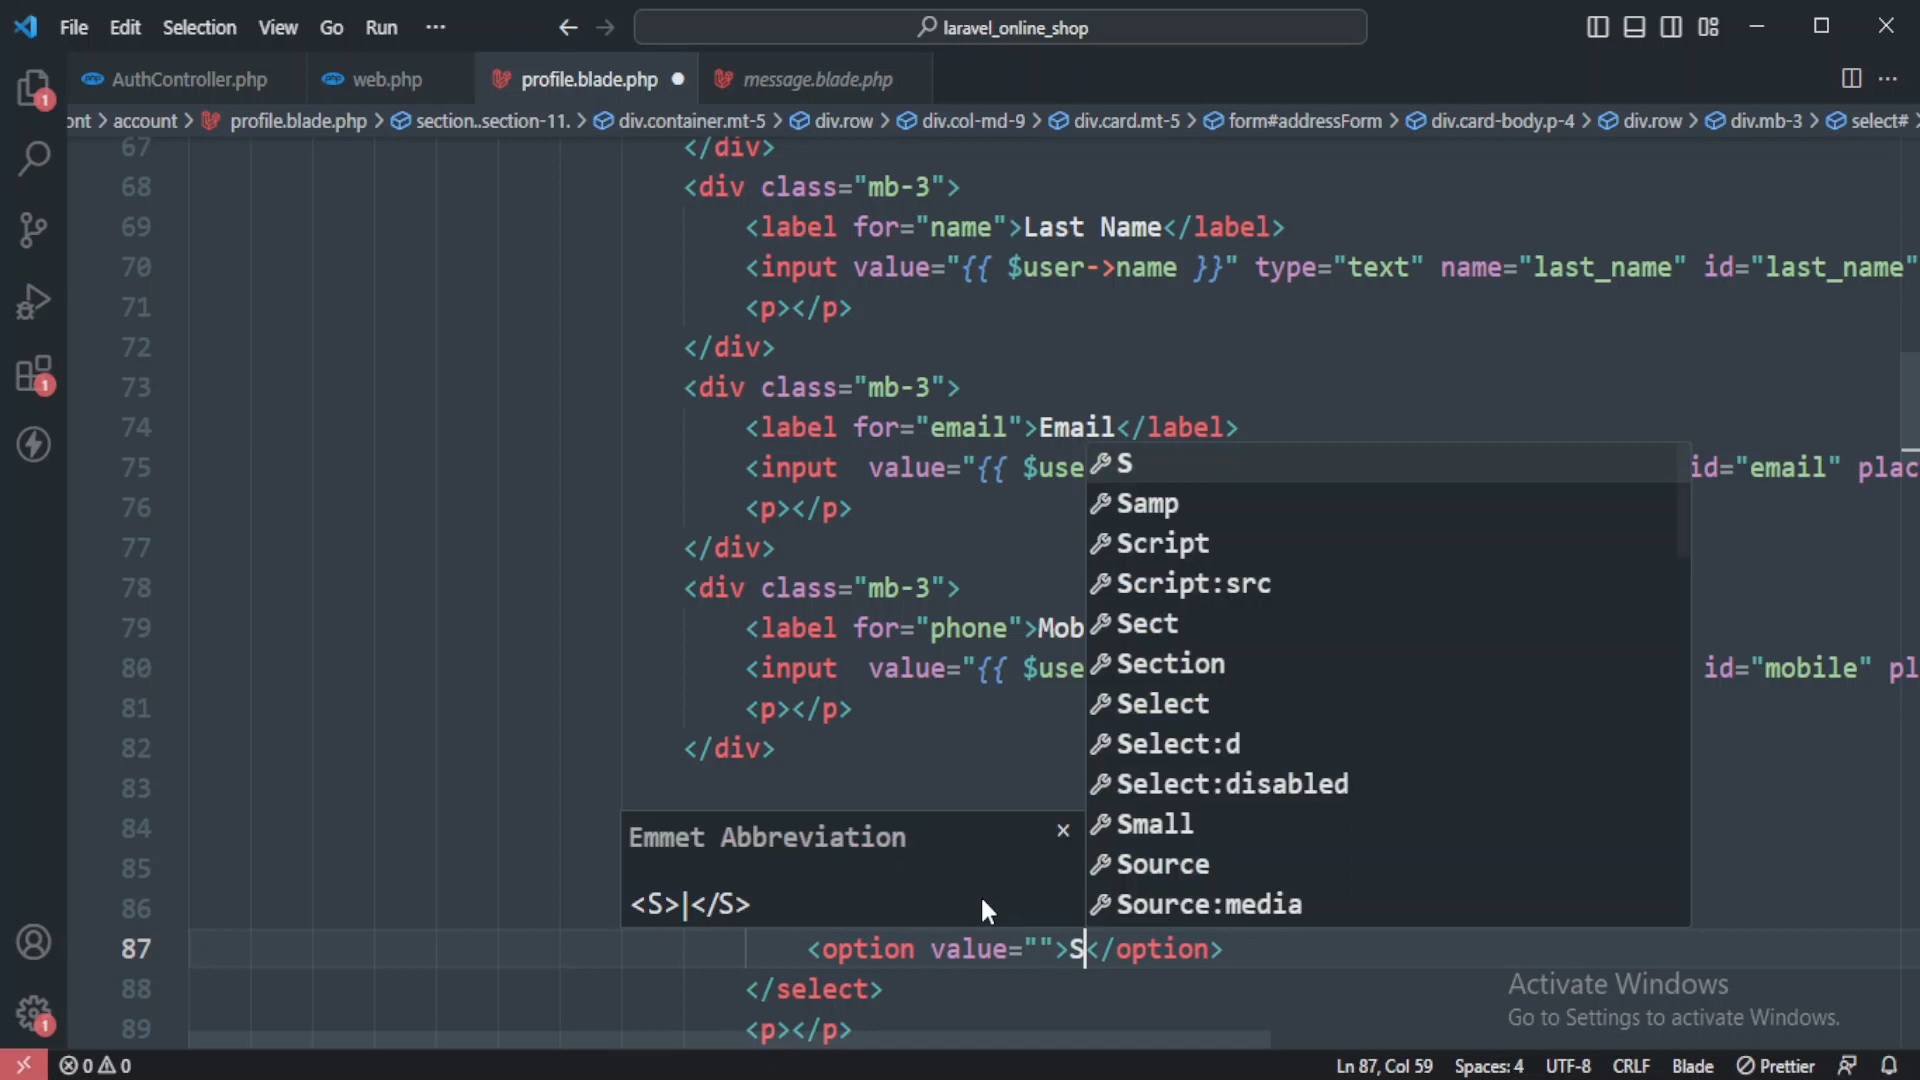 File Edit Selection View Go Run ··· laravel_online_shop
AuthController.php web.php profile.blade.php message.blade.php ···
ont > account > profile.blade.php > section..section-11. > div.container.mt-5 > div.row > div.col-md-9 > div.card.mt-5 > form#addressForm > div.card-body.p-4 > div.row > div.mb-3 > select# >
67 </div>
68 <div class="mb-3">
69 <label for="name">Last Name</label>
70 <input value="{{ $user->name }}" type="text" name="last_name" id="last_name"
71 <p></p>
72 </div>
73 <div class="mb-3">
74 <label for="email">Email</label>
75 <input  value="{{ $use id="email" plac
76 <p></p>
77 </div>
78 <div class="mb-3">
79 <label for="phone">Mob
80 <input  value="{{ $use id="mobile" pl
81 <p></p>
82 </div>
83
84
85
86
87 <option value="">S</option>
88 </select>
89 <p></p>
S
Samp
Script
Script:src
Sect
Section
Select
Select:d
Select:disabled
Small
Source
Source:media
Emmet Abbreviation ×
<S>|</S>
1
1
1
Activate Windows
Go to Settings to activate Windows.
0 0 Ln 87, Col 59 Spaces: 4 UTF-8 CRLF Blade Prettier